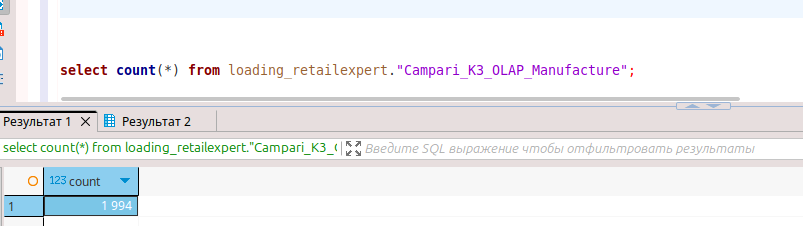 select count(*) from loading_retailexpert."Campari_K3_OLAP_Manufacture";
Результат 1
Результат 2
select count(*) from loading_retailexpert."Campari_K3_
Введите SQL выражение чтобы отфильтровать результаты
123 count
1
1 994